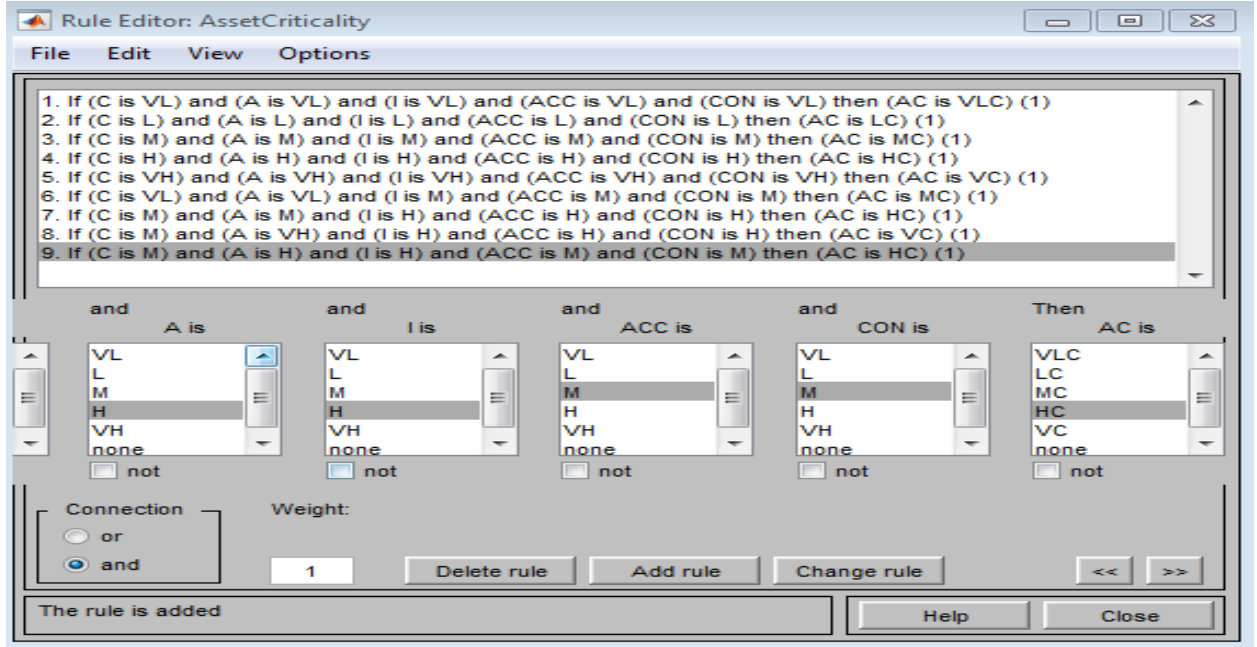 Rule Editor: AssetCriticality
File Edit View Options
1. If (C is VL) and (A is VL) and (I is VL) and (ACC is VL) and (CON is VL) then (AC is VLC) (1)
2. If (C is L) and (A is L) and (I is L) and (ACC is L) and (CON is L) then (AC is LC) (1)
3. If (C is M) and (A is M) and (I is M) and (ACC is M) and (CON is M) then (AC is MC) (1)
4. If (C is H) and (A is H) and (I is H) and (ACC is H) and (CON is H) then (AC is HC) (1)
5. If (C is VH) and (A is VH) and (I is VH) and (ACC is VH) and (CON is VH) then (AC is VC) (1)
6. If (C is VL) and (A is VL) and (I is M) and (ACC is M) and (CON is M) then (AC is MC) (1)
7. If (C is M) and (A is M) and (I is H) and (ACC is H) and (CON is H) then (AC is HC) (1)
8. If (C is M) and (A is VH) and (I is H) and (ACC is H) and (CON is H) then (AC is VC) (1)
9. If (C is M) and (A is H) and (I is H) and (ACC is M) and (CON is M) then (AC is HC) (1)
and and and and Then
A is I is ACC is CON is AC is
VL VL VL VL VLC
L L L L LC
M M M M MC
H H H H HC
VH VH VH VH VC
none none none none none
not not not not not
Connection Weight:
or
and 1 Delete rule Add rule Change rule << >>
The rule is added Help Close